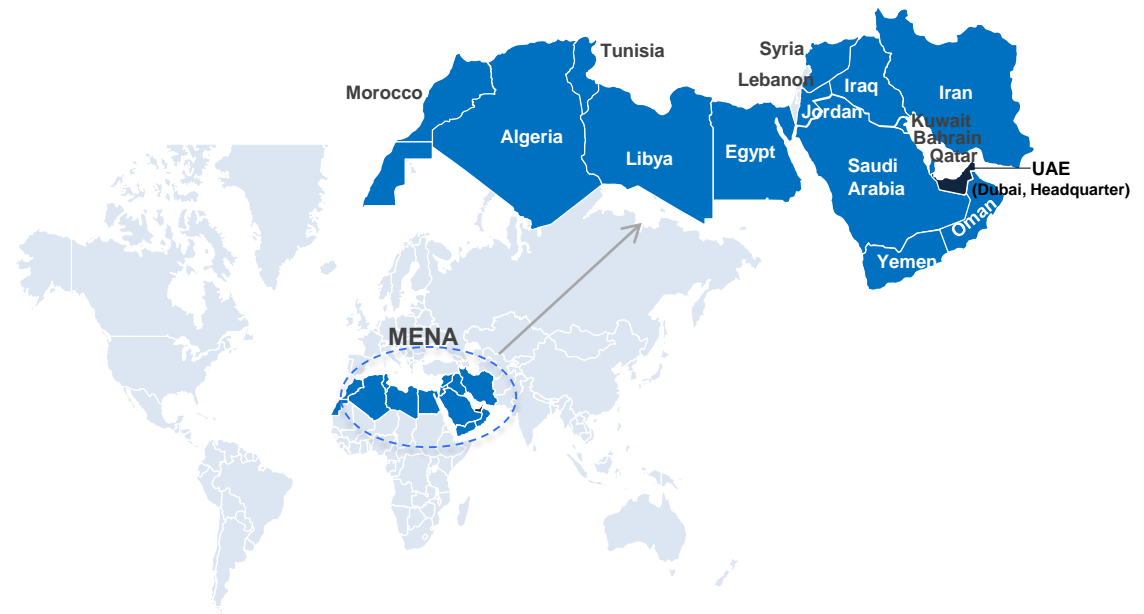 Tunisia
Syria
Morocco
Lebanon
Iraq
Iran
Jordan
Kuwait
Algeria
Bahrain
Libya
Egypt
Qatar
Saudi
Arabia
UAE
(Dubai, Headquarter)
Oman
Yemen
MENA